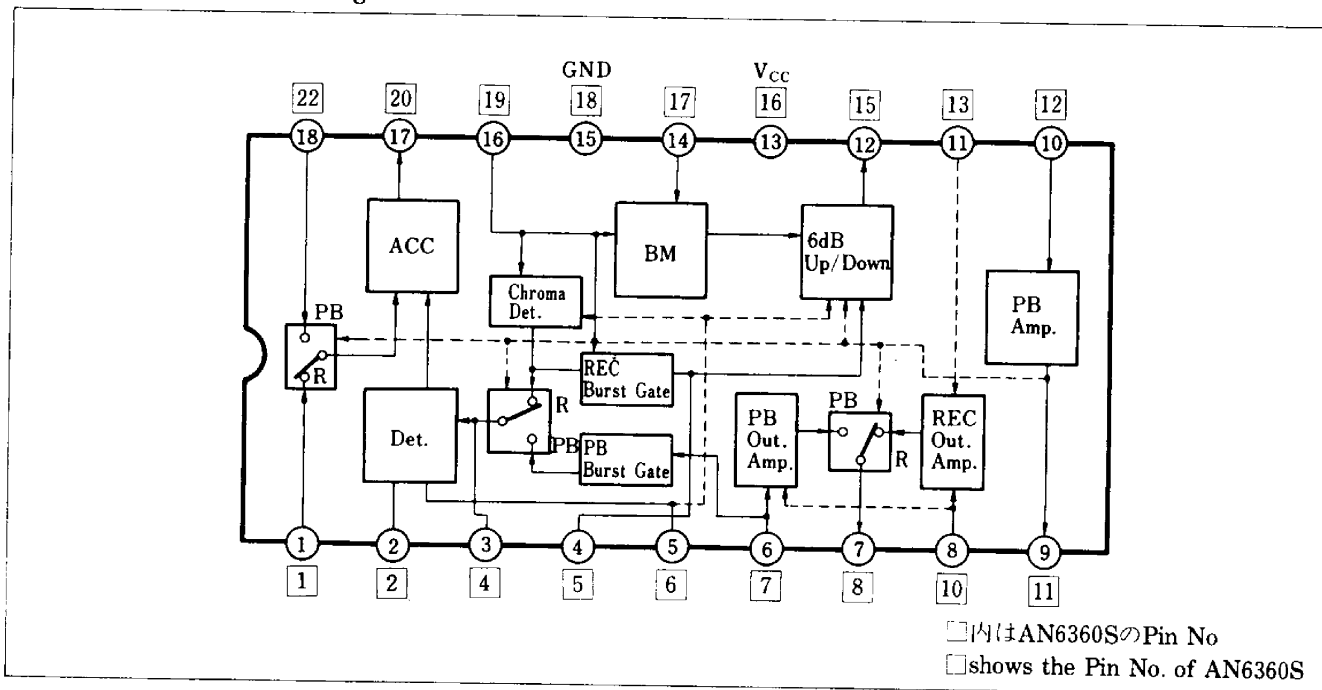 GND
V_CC
22
20
19
18
17
16
15
13
12
18
17
16
15
14
13
12
11
10
ACC
BM
6dB
Up/Down
Chroma
Det.
PB
Amp.
PB
R
REC
Burst Gate
R
PB
Det.
PB
Burst Gate
PB
Out.
Amp.
PB
R
REC
Out.
Amp.
1
2
3
4
5
6
7
8
9
1
2
4
5
6
7
8
10
11
□内はAN6360SのPin No
□shows the Pin No. of AN6360S